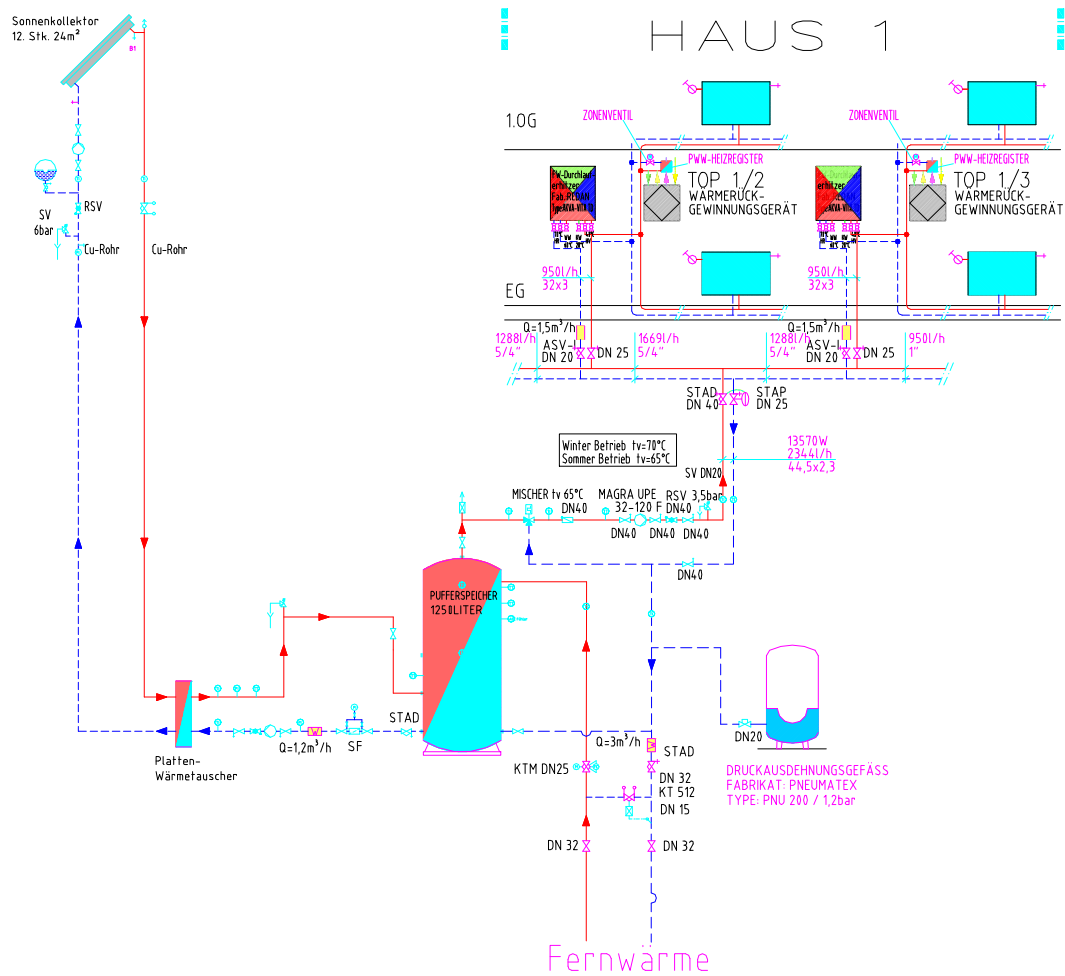 Sonnenkollektor
12. Stk. 24m²
B1
HAUS 1
1.OG
ZONENVENTIL
ZONENVENTIL
PWW-HEIZREGISTER
PWW-HEIZREGISTER
TOP 1/2
WÄRMERÜCK-
GEWINNUNGSGERÄT
TOP 1/3
WÄRMERÜCK-
GEWINNUNGSGERÄT
RSV
SV
6bar
Cu-Rohr
Cu-Rohr
950l/h
32x3
950l/h
32x3
EG
Q=1,5m³/h
Q=1,5m³/h
1288l/h
5/4"
ASV-I
DN 20
DN 25
1669l/h
5/4"
1288l/h
5/4"
ASV-I
DN 20
DN 25
950l/h
1"
STAD
DN 40
STAP
DN 25
Winter Betrieb tv=70°C
Sommer Betrieb tv=65°C
13570W
2344l/h
44,5x2,3
SV DN20
MISCHER tv 65°C
DN40
MAGRA UPE
32-120 F
RSV 3,5bar
DN40
DN40
DN40
DN40
DN40
PUFFERSPEICHER
1250LITER
STAD
Q=1,2m³/h
SF
Platten-
Wärmetauscher
Q=3m³/h
STAD
DN20
KTM DN25
DN 32
KT 512
DN 15
DRUCKAUSDEHNUNGSGEFÄSS
FABRIKAT: PNEUMATEX
TYPE: PNU 200 / 1,2bar
DN 32
DN 32
Fernwärme